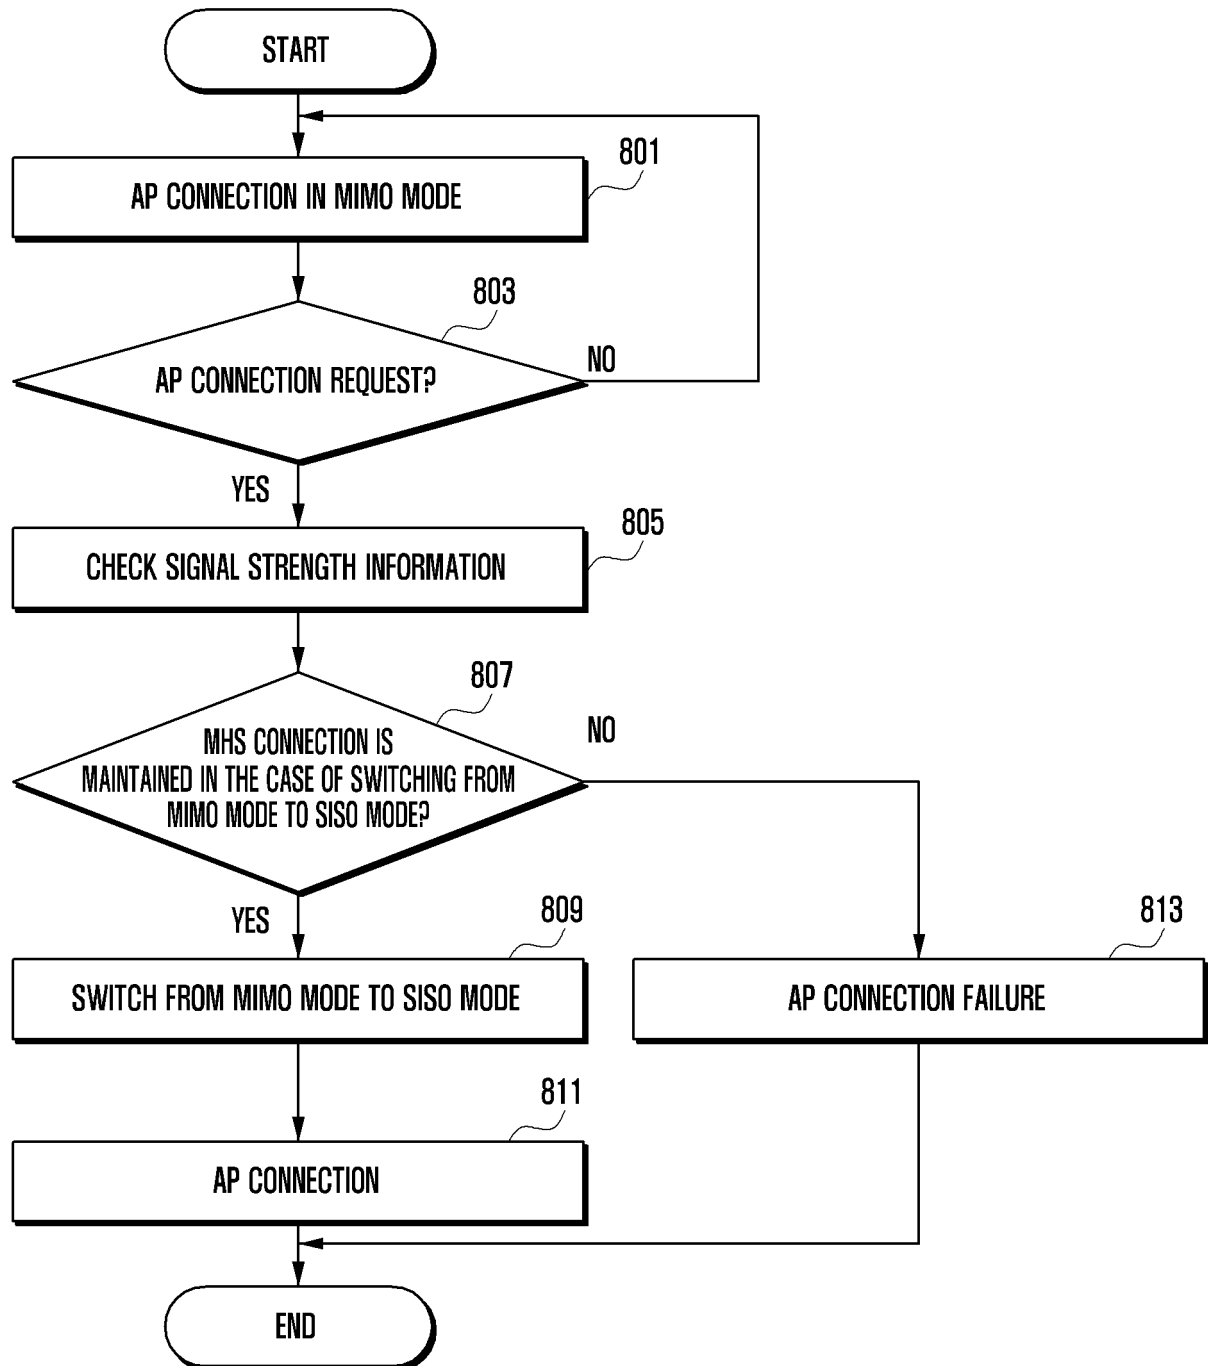 START
801
AP CONNECTION IN MIMO MODE
803
AP CONNECTION REQUEST?
NO
YES
805
CHECK SIGNAL STRENGTH INFORMATION
807
MHS CONNECTION IS
MAINTAINED IN THE CASE OF SWITCHING FROM
MIMO MODE TO SISO MODE?
NO
YES
809
SWITCH FROM MIMO MODE TO SISO MODE
813
AP CONNECTION FAILURE
811
AP CONNECTION
END